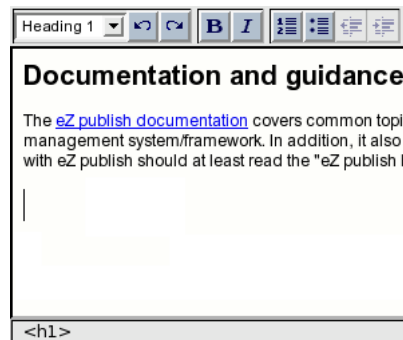 Heading 1 B I
Documentation and guidance
The eZ publish documentation covers common topi
management system/framework. In addition, it also
with eZ publish should at least read the "eZ publish
<h1>